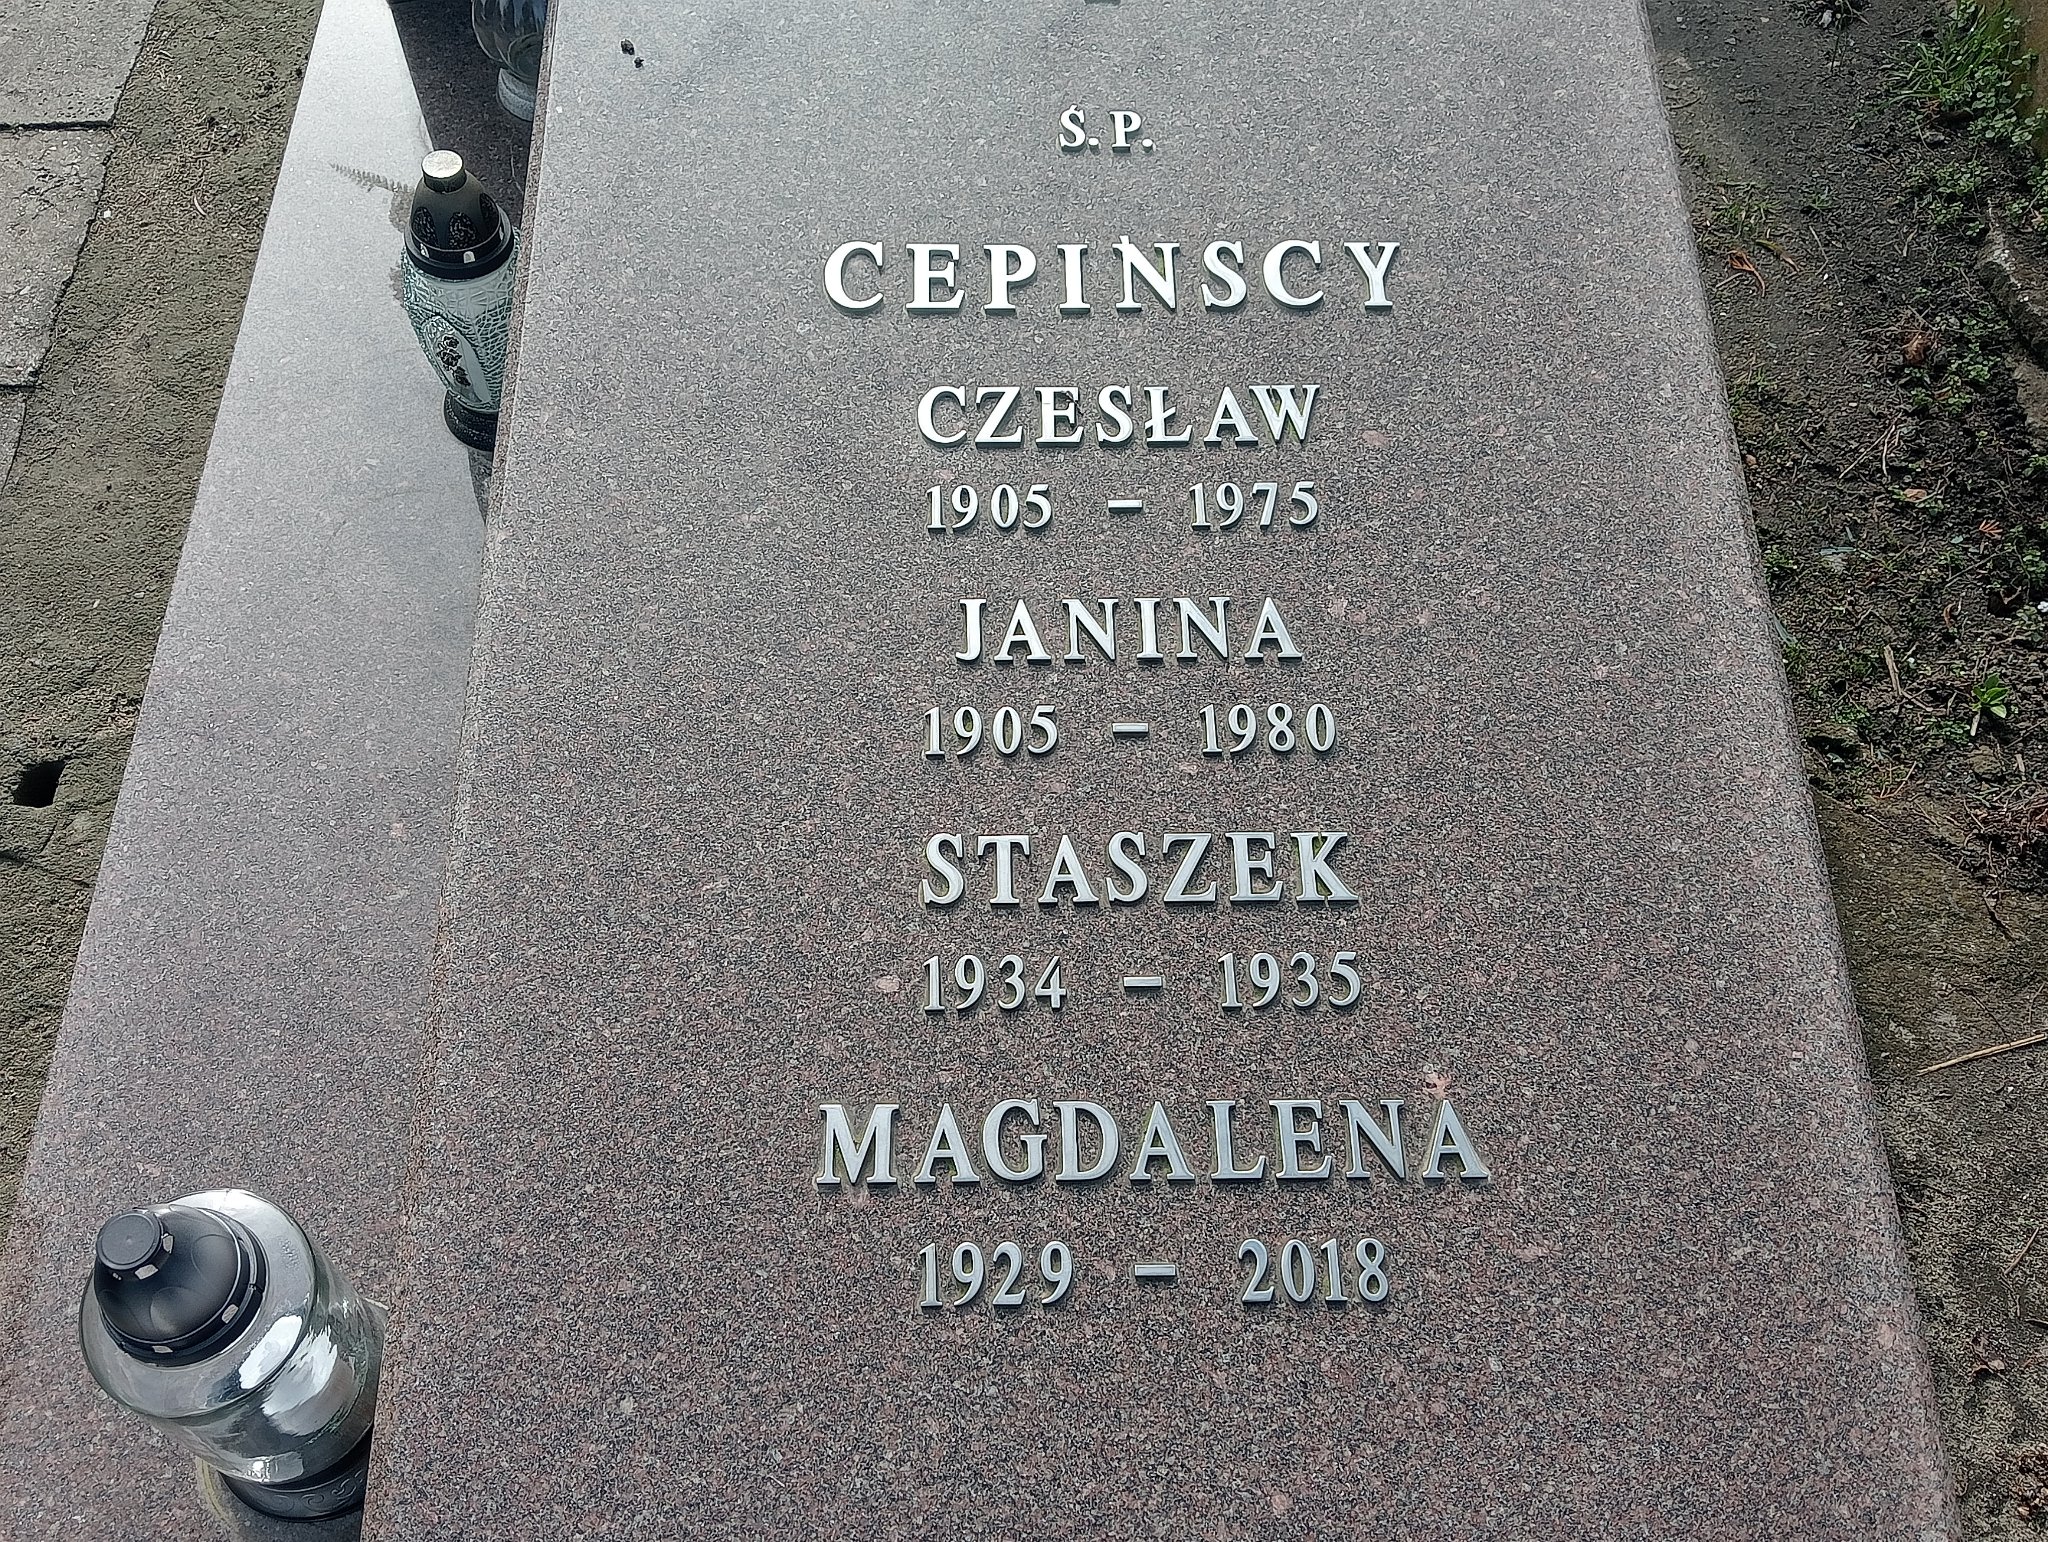 Ś.P.
CEPIŃSCY
CZESŁAW
1905 – 1975
JANINA
1905 – 1980
STASZEK
1934 – 1935
MAGDALENA
1929 – 2018